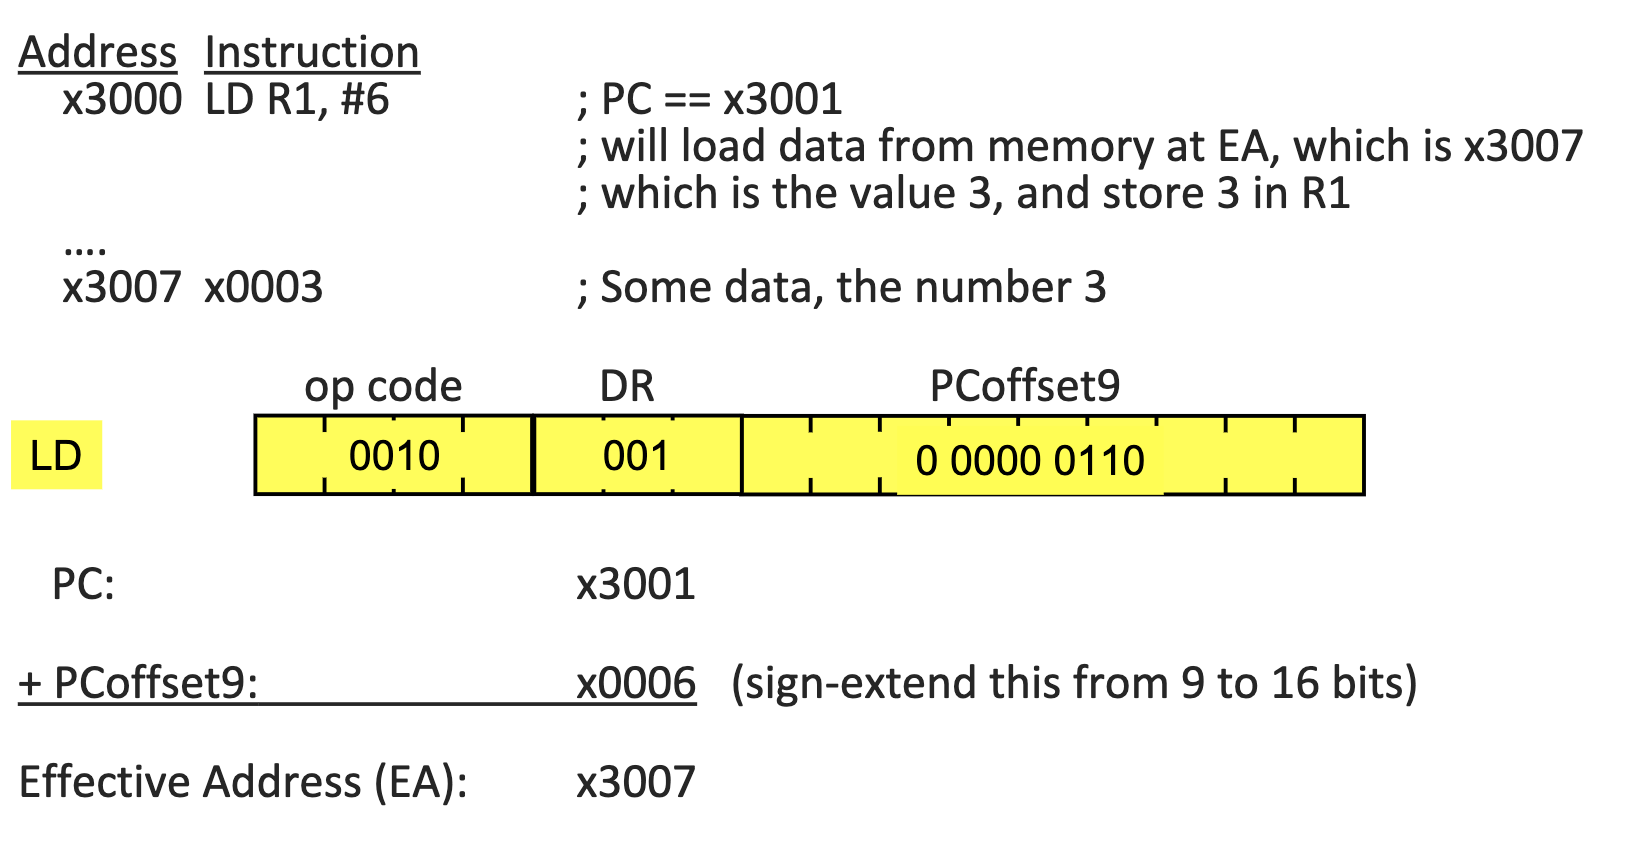 Address Instruction
x3000 LD R1, #6 ; PC == x3001
; will load data from memory at EA, which is x3007
; which is the value 3, and store 3 in R1
....
x3007 x0003 ; Some data, the number 3
op code DR PCoffset9
LD 0010 001 0 0000 0110
PC: x3001
+ PCoffset9: x0006 (sign-extend this from 9 to 16 bits)
Effective Address (EA): x3007